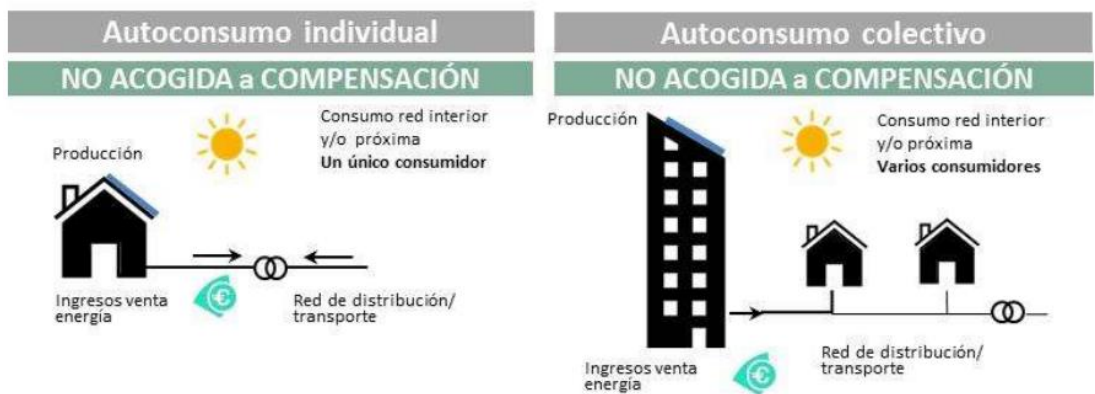 Autoconsumo individual
NO ACOGIDA a COMPENSACIÓN
Consumo red interior
y/o próxima
Un único consumidor
Producción
Ingresos venta
energía
€
Red de distribución/
transporte
Autoconsumo colectivo
NO ACOGIDA a COMPENSACIÓN
Producción
Consumo red interior
y/o próxima
Varios consumidores
Red de distribución/
transporte
Ingresos venta
energía
€